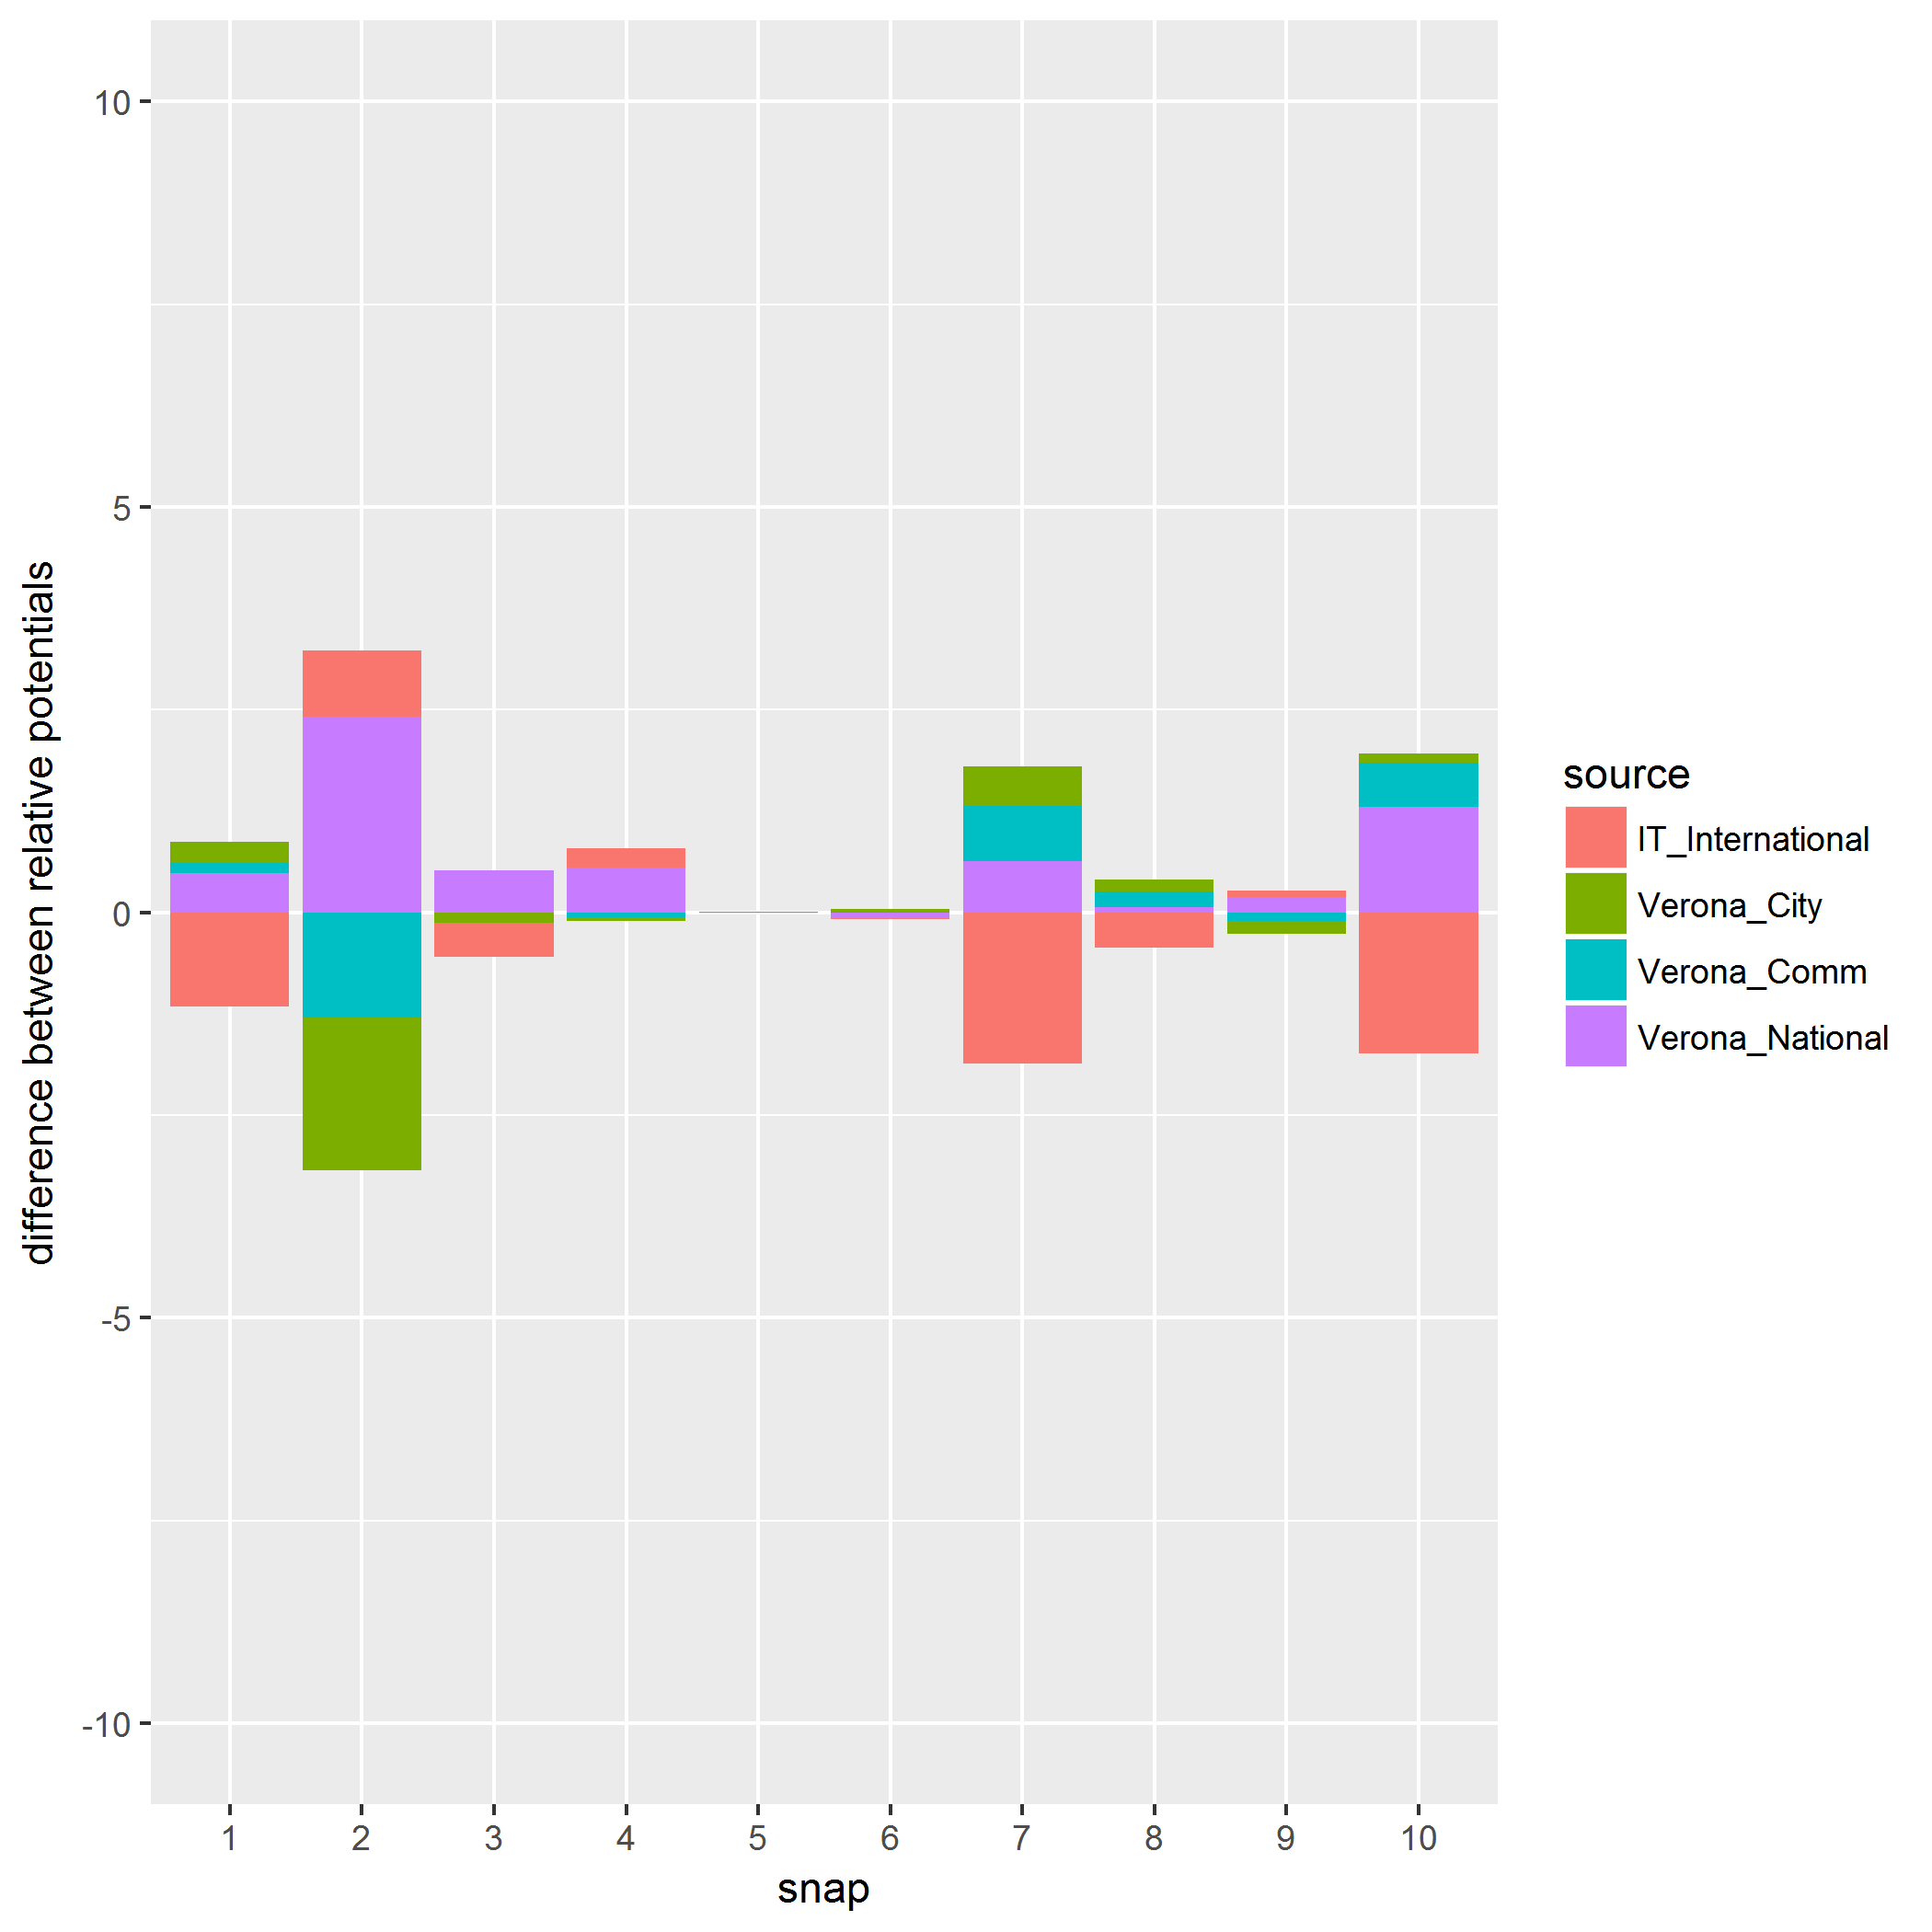 difference between relative potentials
10
5
0
-5
-10
1 2 3 4 5 6 7 8 9 10
snap
source
IT_International
Verona_City
Verona_Comm
Verona_National